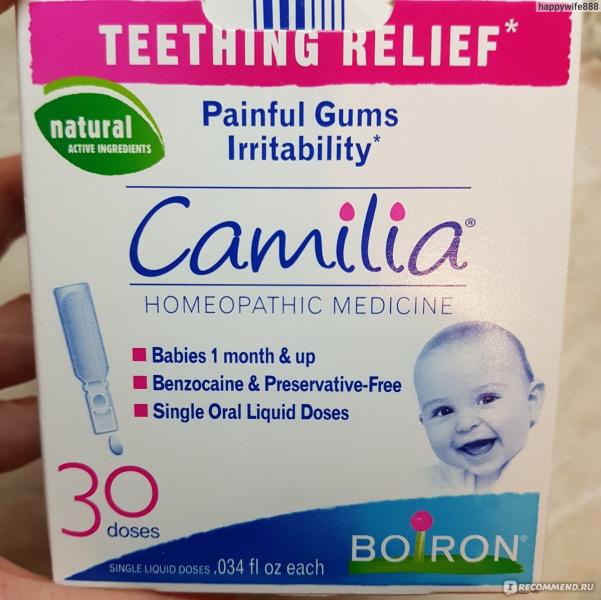 happywife888
TEETHING RELIEF*
natural
ACTIVE INGREDIENTS
Painful Gums
Irritability*
Camilia®
HOMEOPATHIC MEDICINE
Babies 1 month & up
Benzocaine & Preservative-Free
Single Oral Liquid Doses
30
doses
SINGLE LIQUID DOSES .034 fl oz each
BOIRON®
IRECOMMEND.RU